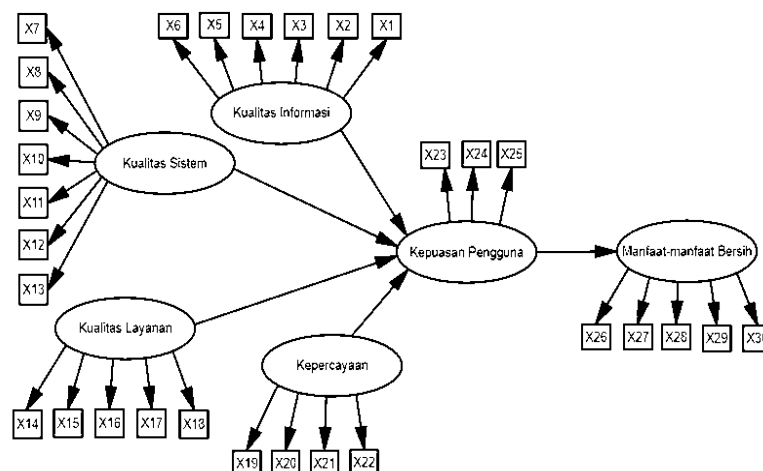 X7
X8
X9
X10
X11
X12
X13
X6
X5
X4
X3
X2
X1
Kualitas Informasi
Kualitas Sistem
X23
X24
X25
Kepuasan Pengguna
Manfaat-manfaat Bersih
X26
X27
X28
X29
X30
Kualitas Layanan
X14
X15
X16
X17
X18
Kepercayaan
X19
X20
X21
X22